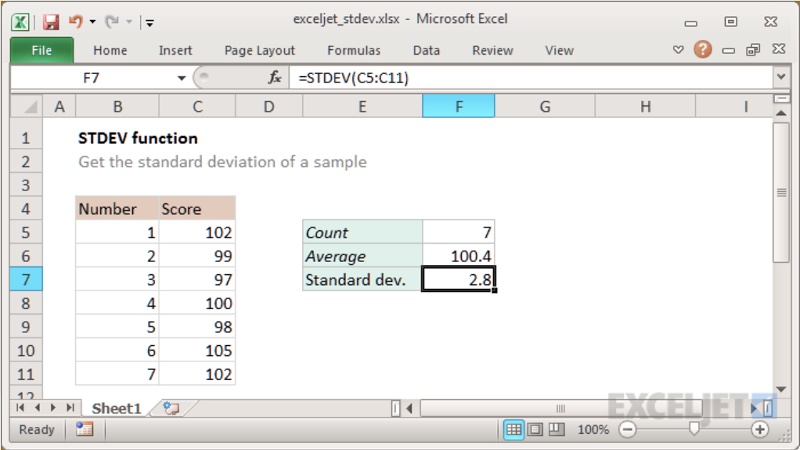 exceljet_stdev.xlsx - Microsoft Excel
File Home Insert Page Layout Formulas Data Review View
F7 fx =STDEV(C5:C11)
A B C D E F G H I
1 STDEV function
2 Get the standard deviation of a sample
3
4 Number Score
5 1 102 Count 7
6 2 99 Average 100.4
7 3 97 Standard dev. 2.8
8 4 100
9 5 98
10 6 105
11 7 102
12
Sheet1
EXCELJET
Ready 100%